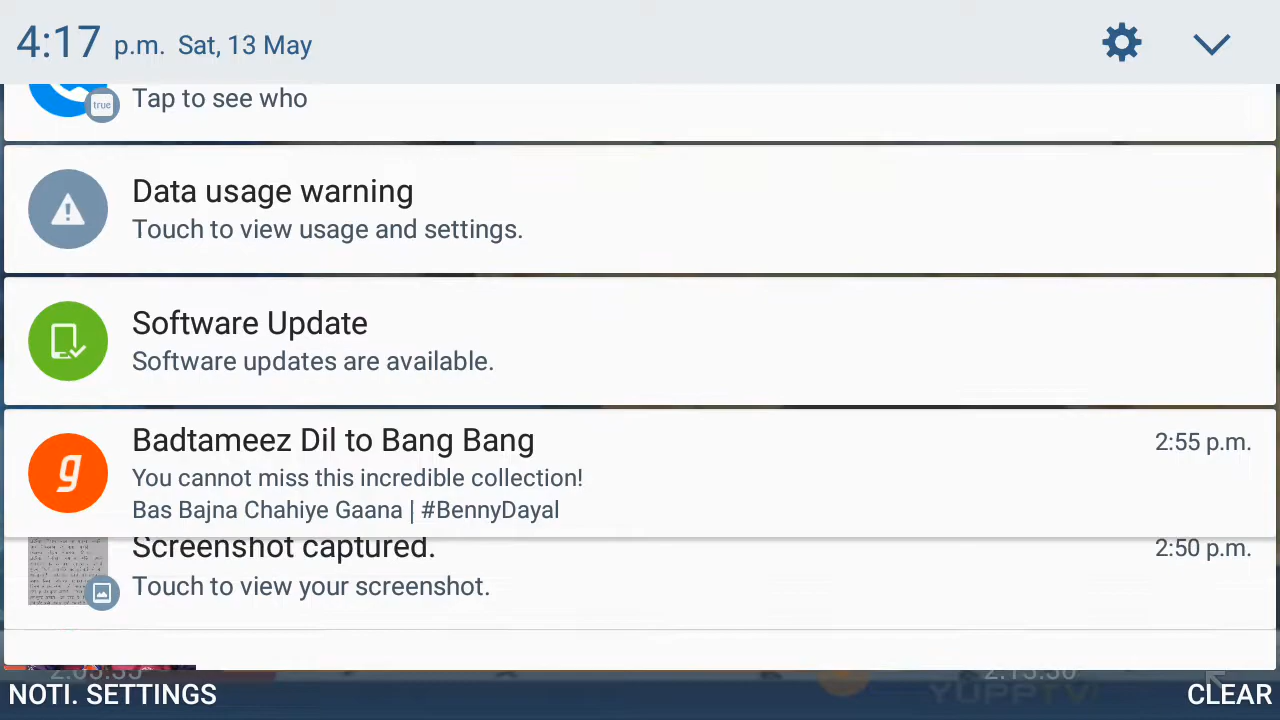 4:17 p.m. Sat, 13 May
true
Tap to see who
Data usage warning
Touch to view usage and settings.
Software Update
Software updates are available.
g
Badtameez Dil to Bang Bang
2:55 p.m.
You cannot miss this incredible collection!
Bas Bajna Chahiye Gaana | #BennyDayal
Screenshot captured.
2:50 p.m.
Touch to view your screenshot.
YUPPTV
NOTI. SETTINGS
CLEAR